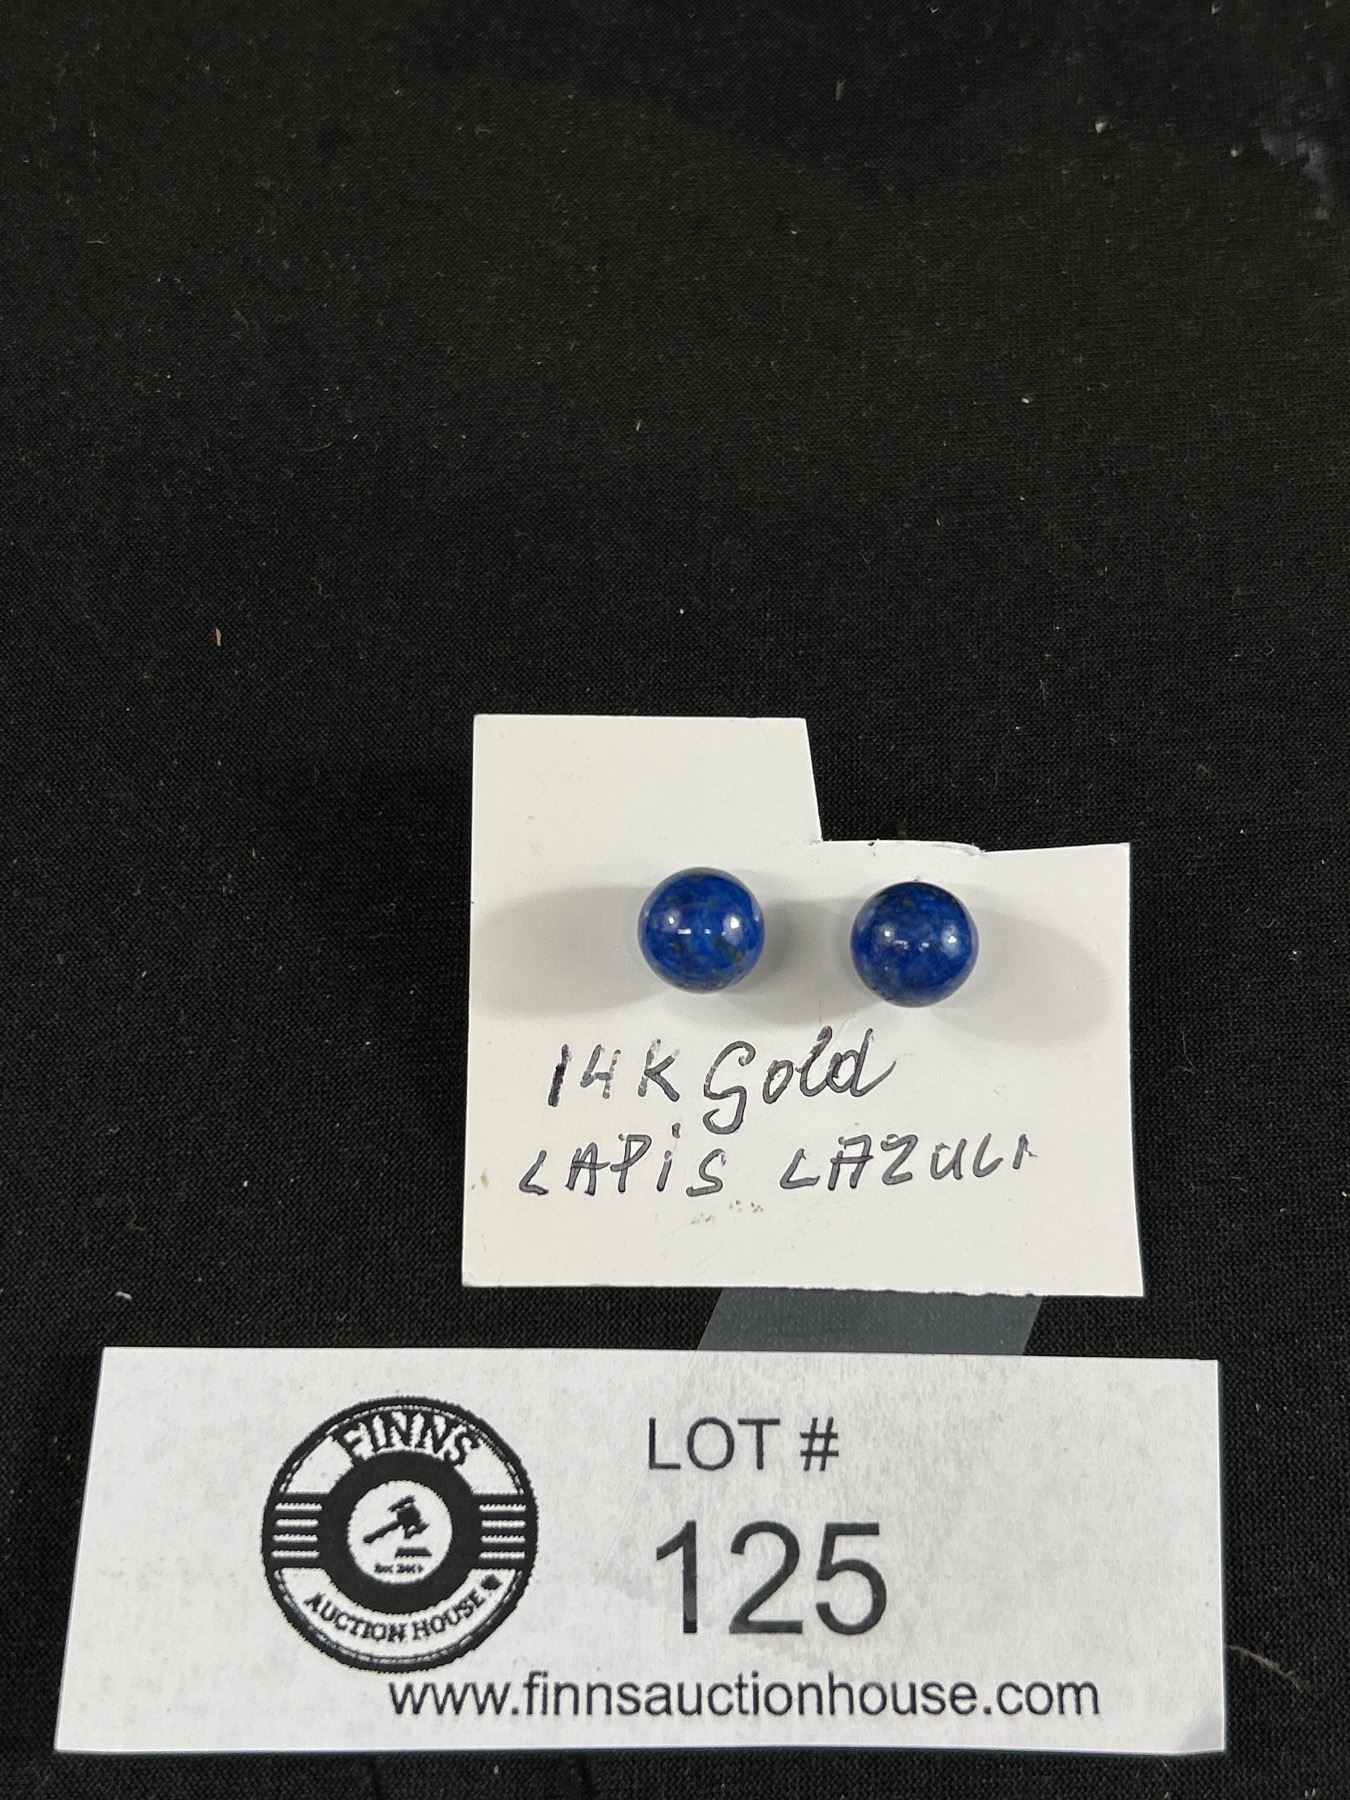 14K Gold
LAPiS LAZULI
FINNS
AUCTION HOUSE
LOT #
125
www.finnsauctionhouse.com